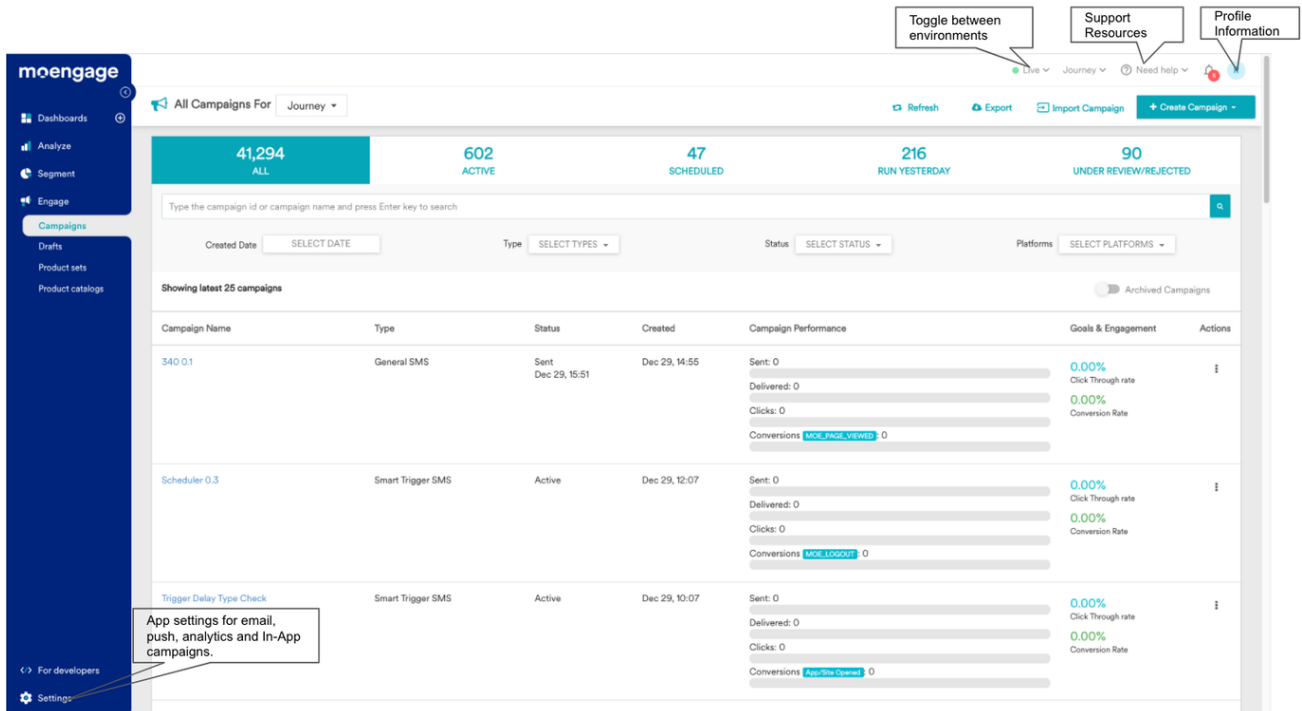 Toggle between
environments
Support
Resources
Profile
Information
moengage
Live
Journey
Need help
Dashboards
Analyze
Segment
Engage
Campaigns
Drafts
Product sets
Product catalogs
For developers
Settings
All Campaigns For Journey
Refresh
Export
Import Campaign
+ Create Campaign
41,294
ALL
602
ACTIVE
47
SCHEDULED
216
RUN YESTERDAY
90
UNDER REVIEW/REJECTED
Type the campaign id or campaign name and press Enter key to search
Created Date SELECT DATE Type SELECT TYPES Status SELECT STATUS Platforms SELECT PLATFORMS
Showing latest 25 campaigns
Archived Campaigns
Campaign Name Type Status Created Campaign Performance Goals & Engagement Actions
340 0.1 General SMS Sent Dec 29, 14:55 Sent: 0
Dec 29, 15:51
0.00%
Click Through rate
Delivered: 0
0.00%
Clicks: 0
Conversion Rate
Conversions MOE_PAGE_VIEWED : 0
Scheduler 0.3 Smart Trigger SMS Active Dec 29, 12:07 Sent: 0
0.00%
Click Through rate
Delivered: 0
0.00%
Clicks: 0
Conversion Rate
Conversions MOE_LOGOUT : 0
Trigger Delay Type Check Smart Trigger SMS Active Dec 29, 10:07 Sent: 0
0.00%
Click Through rate
Delivered: 0
0.00%
Clicks: 0
Conversion Rate
Conversions App/Site Opened : 0
App settings for email,
push, analytics and In-App
campaigns.